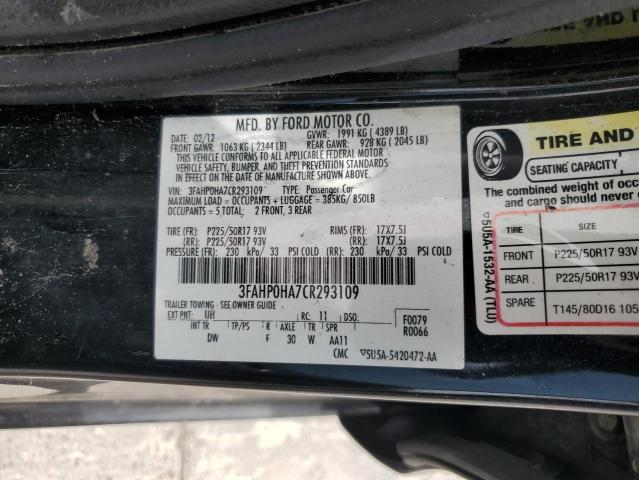 MFD. BY FORD MOTOR CO.
DATE: 02/12 GVWR: 1991 KG ( 4389 LB)
FRONT GAWR: 1063 KG ( 2344 LB) REAR GAWR: 928 KG ( 2045 LB)
THIS VEHICLE CONFORMS TO ALL APPLICABLE FEDERAL MOTOR
VEHICLE SAFETY, BUMPER, AND THEFT PREVENTION STANDARDS
IN EFFECT ON THE DATE OF MANUFACTURE SHOWN ABOVE.
VIN: 3FAHP0HA7CR293109 TYPE: Passenger Car
MAXIMUM LOAD = OCCUPANTS + LUGGAGE = 385KG/ 850LB
OCCUPANTS = 5 TOTAL: 2 FRONT, 3 REAR
TIRE (FR): P225/50R17 93V RIMS (FR): 17X7.5J
(RR): P225/50R17 93V (RR): 17X7.5J
PRESSURE (FR): 230 kPa/ 33 PSI COLD (RR): 230 kPa/ 33 PSI COLD
3FAHP0HA7CR293109
TRAILER TOWING - SEE OWNER GUIDE
EXT PNT: UH RC: 11 DSO: F0079
INT TR TP/PS R AXLE TR SPR R0066
DW F 30 W AA11
CMC 5U5A-5420472-AA
TIRE AND
SEATING CAPACITY
The combined weight of occu
and cargo should never
5U5A-1532-AA (TLU)
TIRE SIZE
FRONT P225/50R17 93V
REAR P225/50R17 93V
SPARE T145/80D16 105